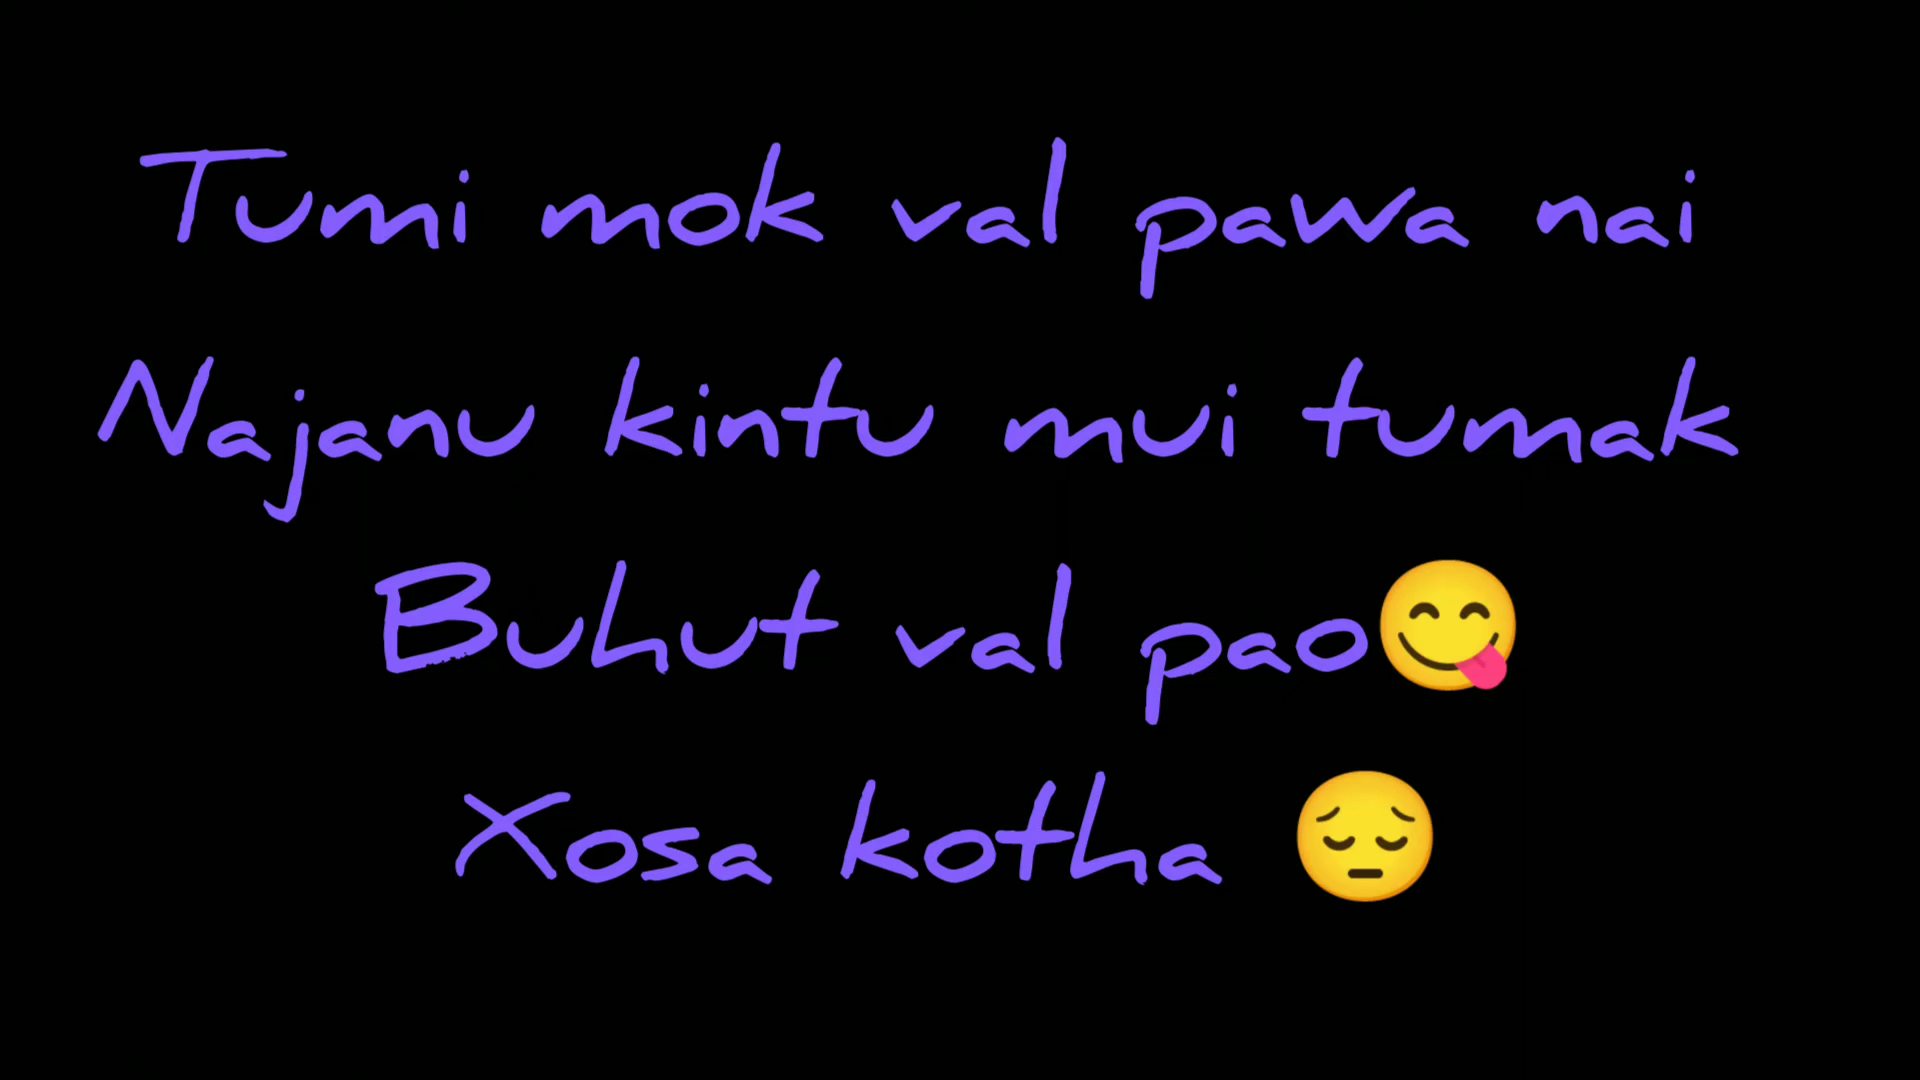 Tumi mok val pawa nai
Najanu kintu mui tumak
Buhut val pao😋
Xosa kotha 😔